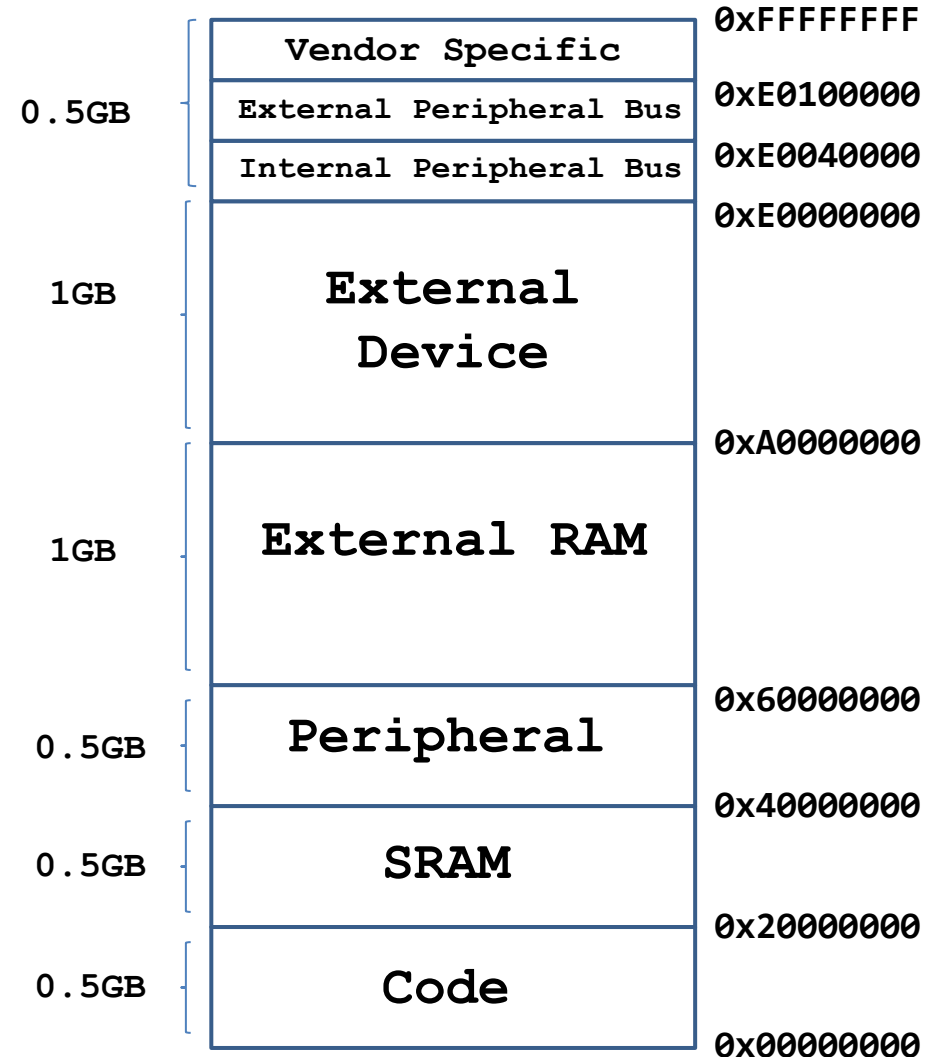 0xFFFFFFFF
Vendor Specific
0xE0100000
0.5GB
External Peripheral Bus
0xE0040000
Internal Peripheral Bus
0xE0000000
1GB
External
Device
0xA0000000
1GB
External RAM
0x60000000
0.5GB
Peripheral
0x40000000
0.5GB
SRAM
0x20000000
0.5GB
Code
0x00000000